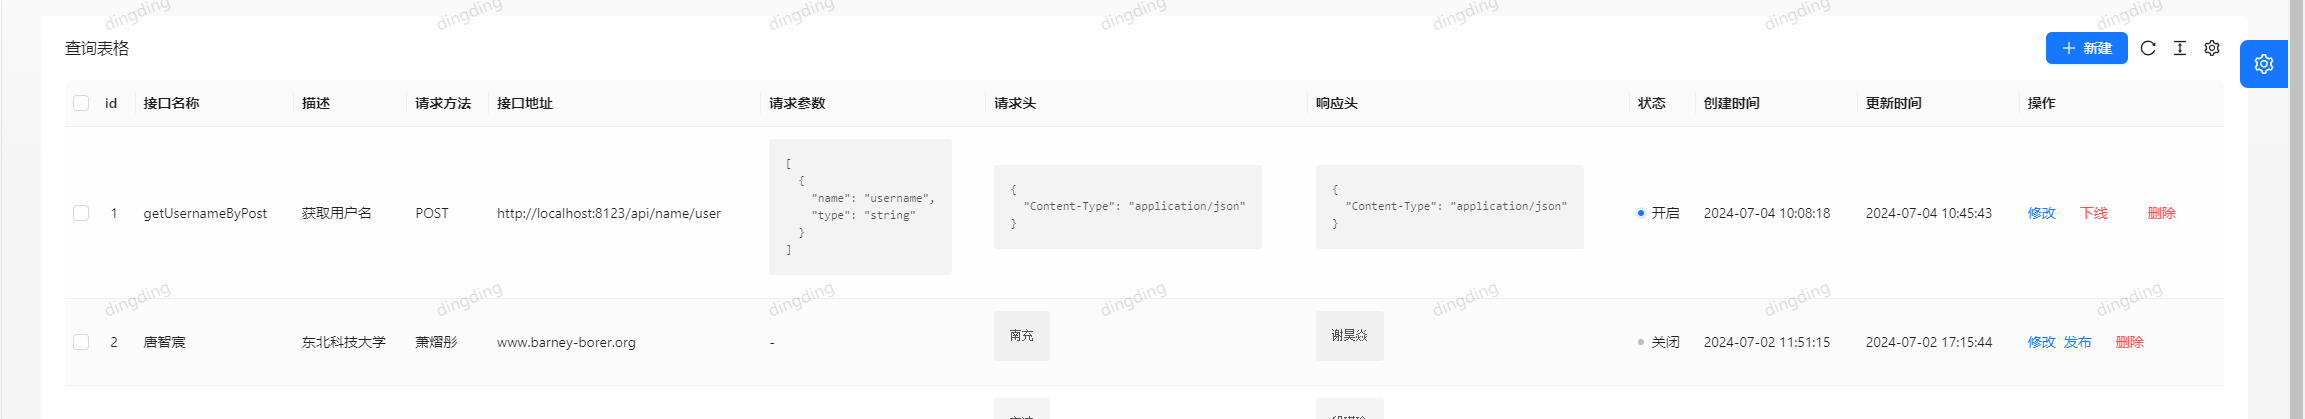 dingding dingding dingding dingding dingding dingding dingding
查询表格
新建
id 接口名称 描述 请求方法 接口地址 请求参数 请求头 响应头 状态 创建时间 更新时间 操作
[
{
"name": "username",
"type": "string"
}
]
{
"Content-Type": "application/json"
}
{
"Content-Type": "application/json"
}
1 getUsernameByPost 获取用户名 POST http://localhost:8123/api/name/user 开启 2024-07-04 10:08:18 2024-07-04 10:45:43 修改 下线 删除
dingding dingding dingding dingding dingding dingding dingding
2 唐智宸 东北科技大学 萧熠彤 www.barney-borer.org - 南充 谢昊焱 关闭 2024-07-02 11:51:15 2024-07-02 17:15:44 修改 发布 删除